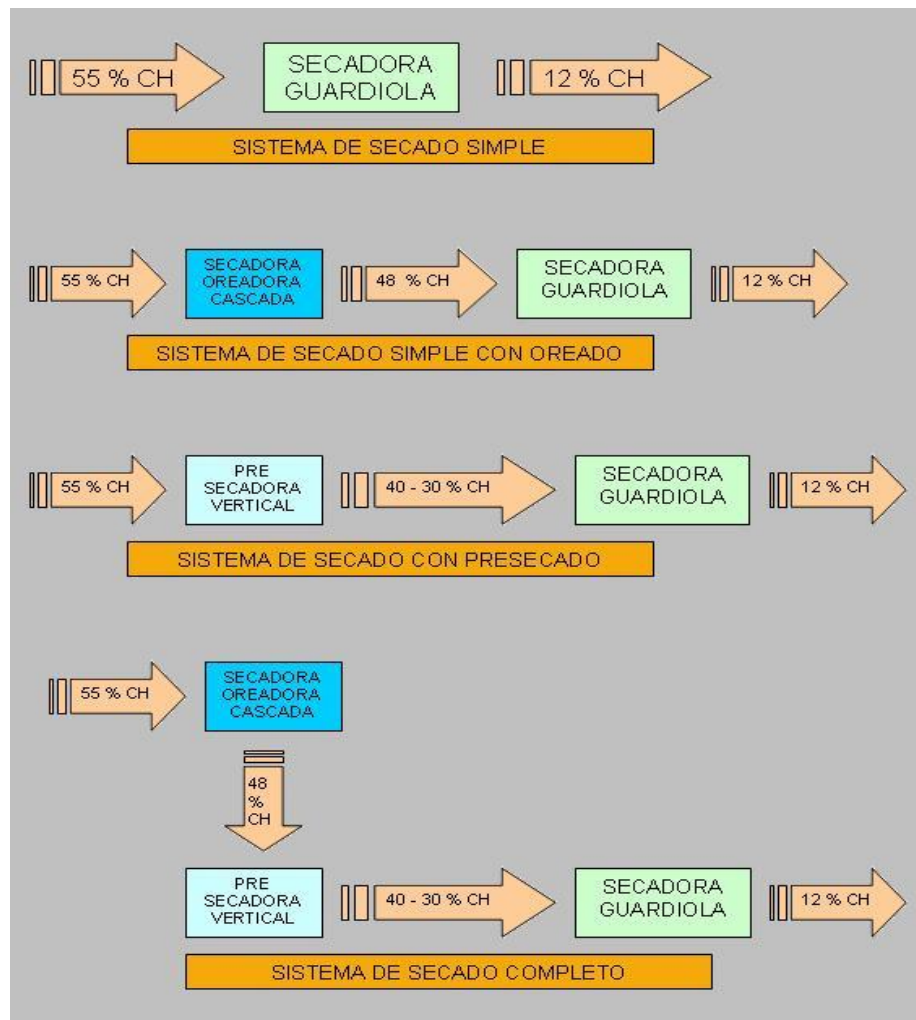 55 % CH
SECADORA
GUARDIOLA
12 % CH
SISTEMA DE SECADO SIMPLE
55 % CH
SECADORA
OREADORA
CASCADA
48 % CH
SECADORA
GUARDIOLA
12 % CH
SISTEMA DE SECADO SIMPLE CON OREADO
55 % CH
PRE
SECADORA
VERTICAL
40 - 30 % CH
SECADORA
GUARDIOLA
12 % CH
SISTEMA DE SECADO CON PRESECADO
55 % CH
SECADORA
OREADORA
CASCADA
48
%
CH
PRE
SECADORA
VERTICAL
40 - 30 % CH
SECADORA
GUARDIOLA
12 % CH
SISTEMA DE SECADO COMPLETO